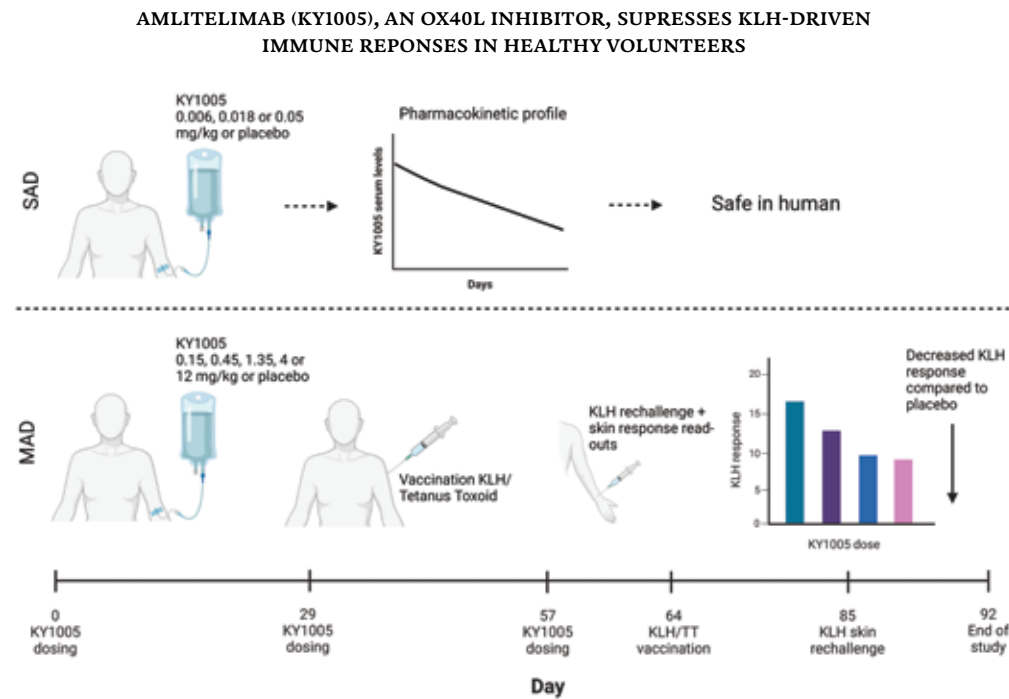 AMLITELIMAB (KY1005), AN OX40L INHIBITOR, SUPRESSES KLH-DRIVEN
IMMUNE REPONSES IN HEALTHY VOLUNTEERS
SAD
KY1005
0.006, 0.018 or 0.05
mg/kg or placebo
Pharmacokinetic profile
KY1005 serum levels
Days
Safe in human
MAD
KY1005
0.15, 0.45, 1.35, 4 or
12 mg/kg or placebo
Vaccination KLH/
Tetanus Toxoid
KLH rechallenge +
skin response read-
outs
KLH response
20
15
10
5
0
KY1005 dose
Decreased KLH
response
compared to
placebo
0
KY1005
dosing
29
KY1005
dosing
57
KY1005
dosing
64
KLH/TT
vaccination
85
KLH skin
rechallenge
92
End of
study
Day